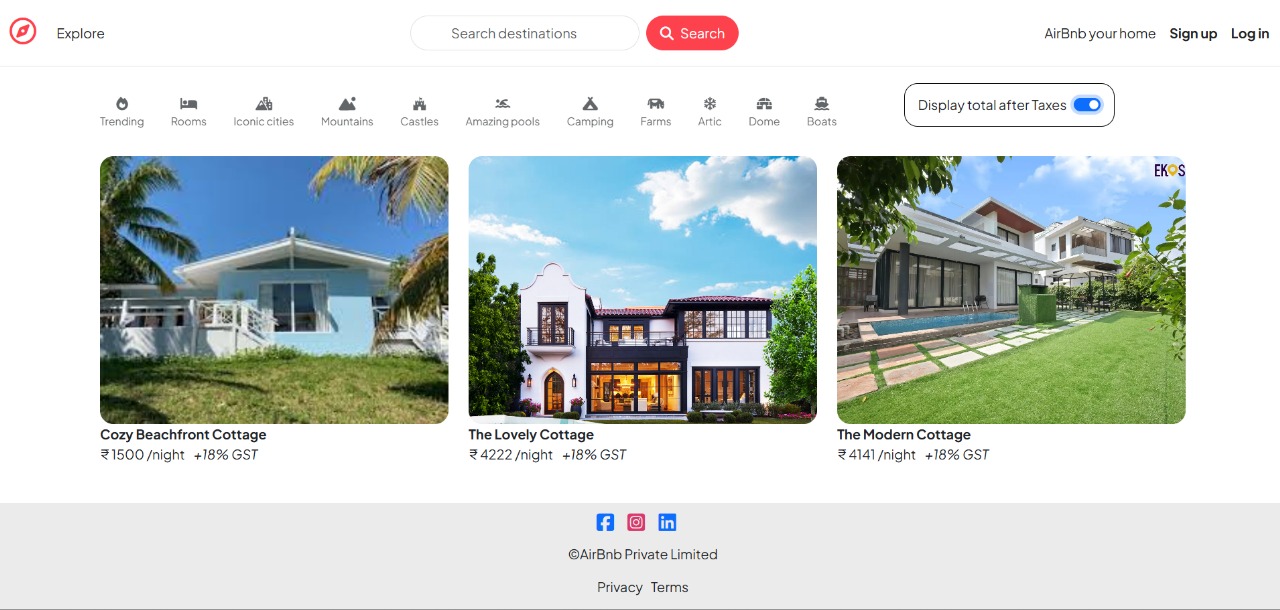 Explore
Search destinations
Search
AirBnb your home Sign up Log in
Trending Rooms Iconic cities Mountains Castles Amazing pools Camping Farms Artic Dome Boats
Display total after Taxes
EKOS
Cozy Beachfront Cottage
₹ 1500 /night +18% GST
The Lovely Cottage
₹ 4222 /night +18% GST
The Modern Cottage
₹ 4141 /night +18% GST
©AirBnb Private Limited
Privacy Terms